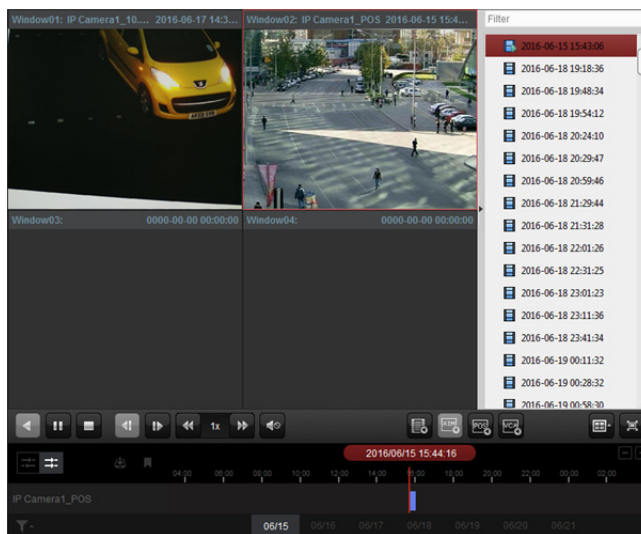 Window01: IP Camera1_10.... 2016-06-17 14:3...
Window02: IP Camera1_POS 2016-06-15 15:4...
Filter
2016-06-15 15:43:06
2016-06-18 19:18:36
2016-06-18 19:48:34
2016-06-18 19:54:12
2016-06-18 20:24:10
2016-06-18 20:29:47
2016-06-18 20:59:46
2016-06-18 21:29:44
2016-06-18 21:31:28
2016-06-18 22:01:26
2016-06-18 22:31:25
2016-06-18 23:01:23
2016-06-18 23:11:36
2016-06-18 23:41:34
2016-06-19 00:11:32
2016-06-19 00:28:32
2016-06-19 00:58:30
Window03: 0000-00-00 00:00:00
Window04: 0000-00-00 00:00:00
1x
ATM
POS
VCA
2016/06/15 15:44:16
04:00 06:00 08:00 10:00 12:00 14:00 16:00 18:00 20:00 22:00 00:00 02:00
IP Camera1_POS
06/15 06/16 06/17 06/18 06/19 06/20 06/21